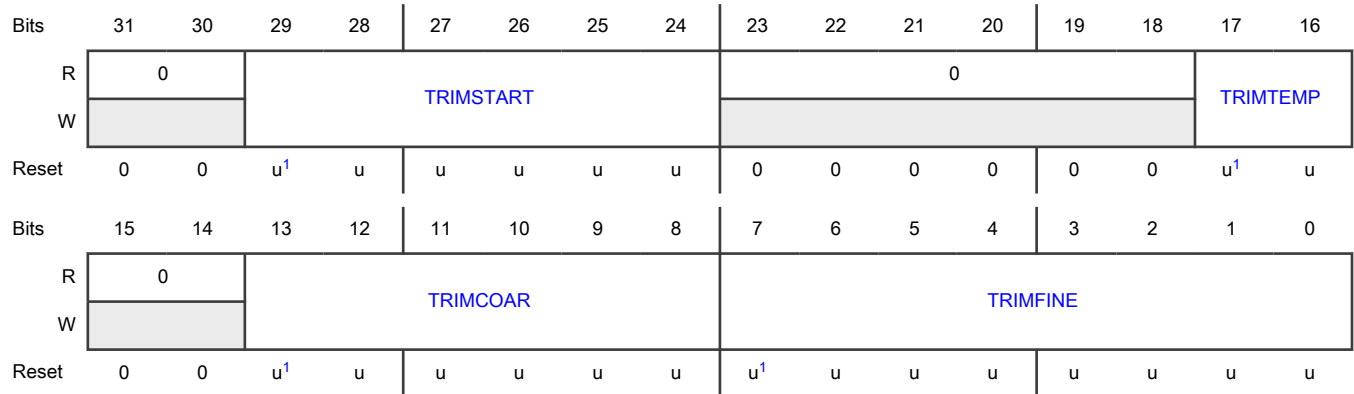 Bits 31 30 29 28 27 26 25 24 23 22 21 20 19 18 17 16
R 0 0
TRIMSTART TRIMTEMP
W
Reset 0 0 u1 u u u u u 0 0 0 0 0 0 u1 u
Bits 15 14 13 12 11 10 9 8 7 6 5 4 3 2 1 0
R 0
TRIMCOAR TRIMFINE
W
Reset 0 0 u1 u u u u u u1 u u u u u u u